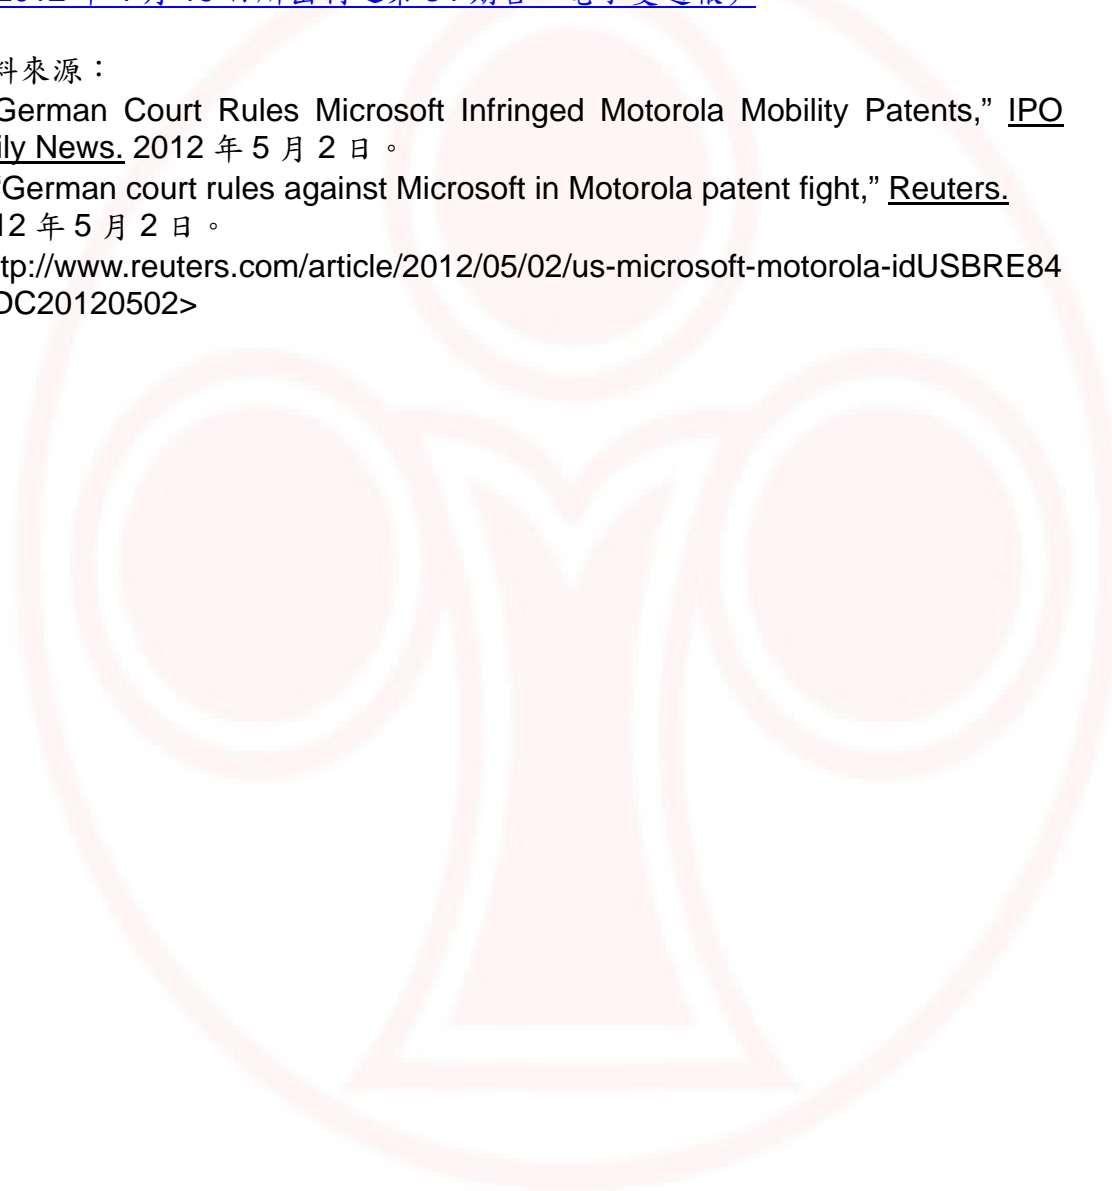 料來源：
German Court Rules Microsoft Infringed Motorola Mobility Patents,” IPO
ily News. 2012 年 5 月 2 日。
“German court rules against Microsoft in Motorola patent fight,” Reuters.
12 年 5 月 2 日。
tp://www.reuters.com/article/2012/05/02/us-microsoft-motorola-idUSBRE84
DC20120502>